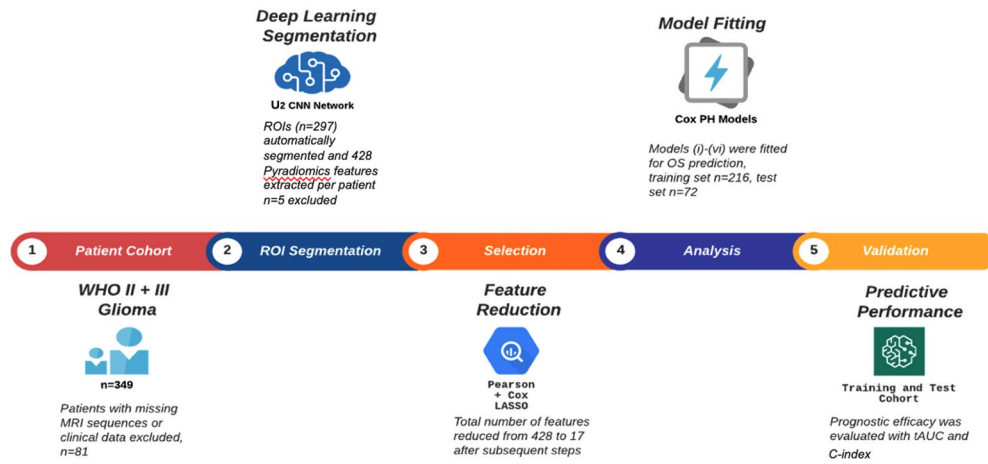 Deep Learning
Segmentation
U2 CNN Network
ROIs (n=297)
automatically
segmented and 428
Pyradiomics features
extracted per patient
n=5 excluded
Model Fitting
Cox PH Models
Models (i)-(vi) were fitted
for OS prediction,
training set n=216, test
set n=72
1 Patient Cohort
2 ROI Segmentation
3 Selection
4 Analysis
5 Validation
WHO II + III
Glioma
n=349
Patients with missing
MRI sequences or
clinical data excluded,
n=81
Feature
Reduction
Pearson
+ Cox
LASSO
Total number of features
reduced from 428 to 17
after subsequent steps
Predictive
Performance
Training and Test
Cohort
Prognostic efficacy was
evaluated with tAUC and
C-index